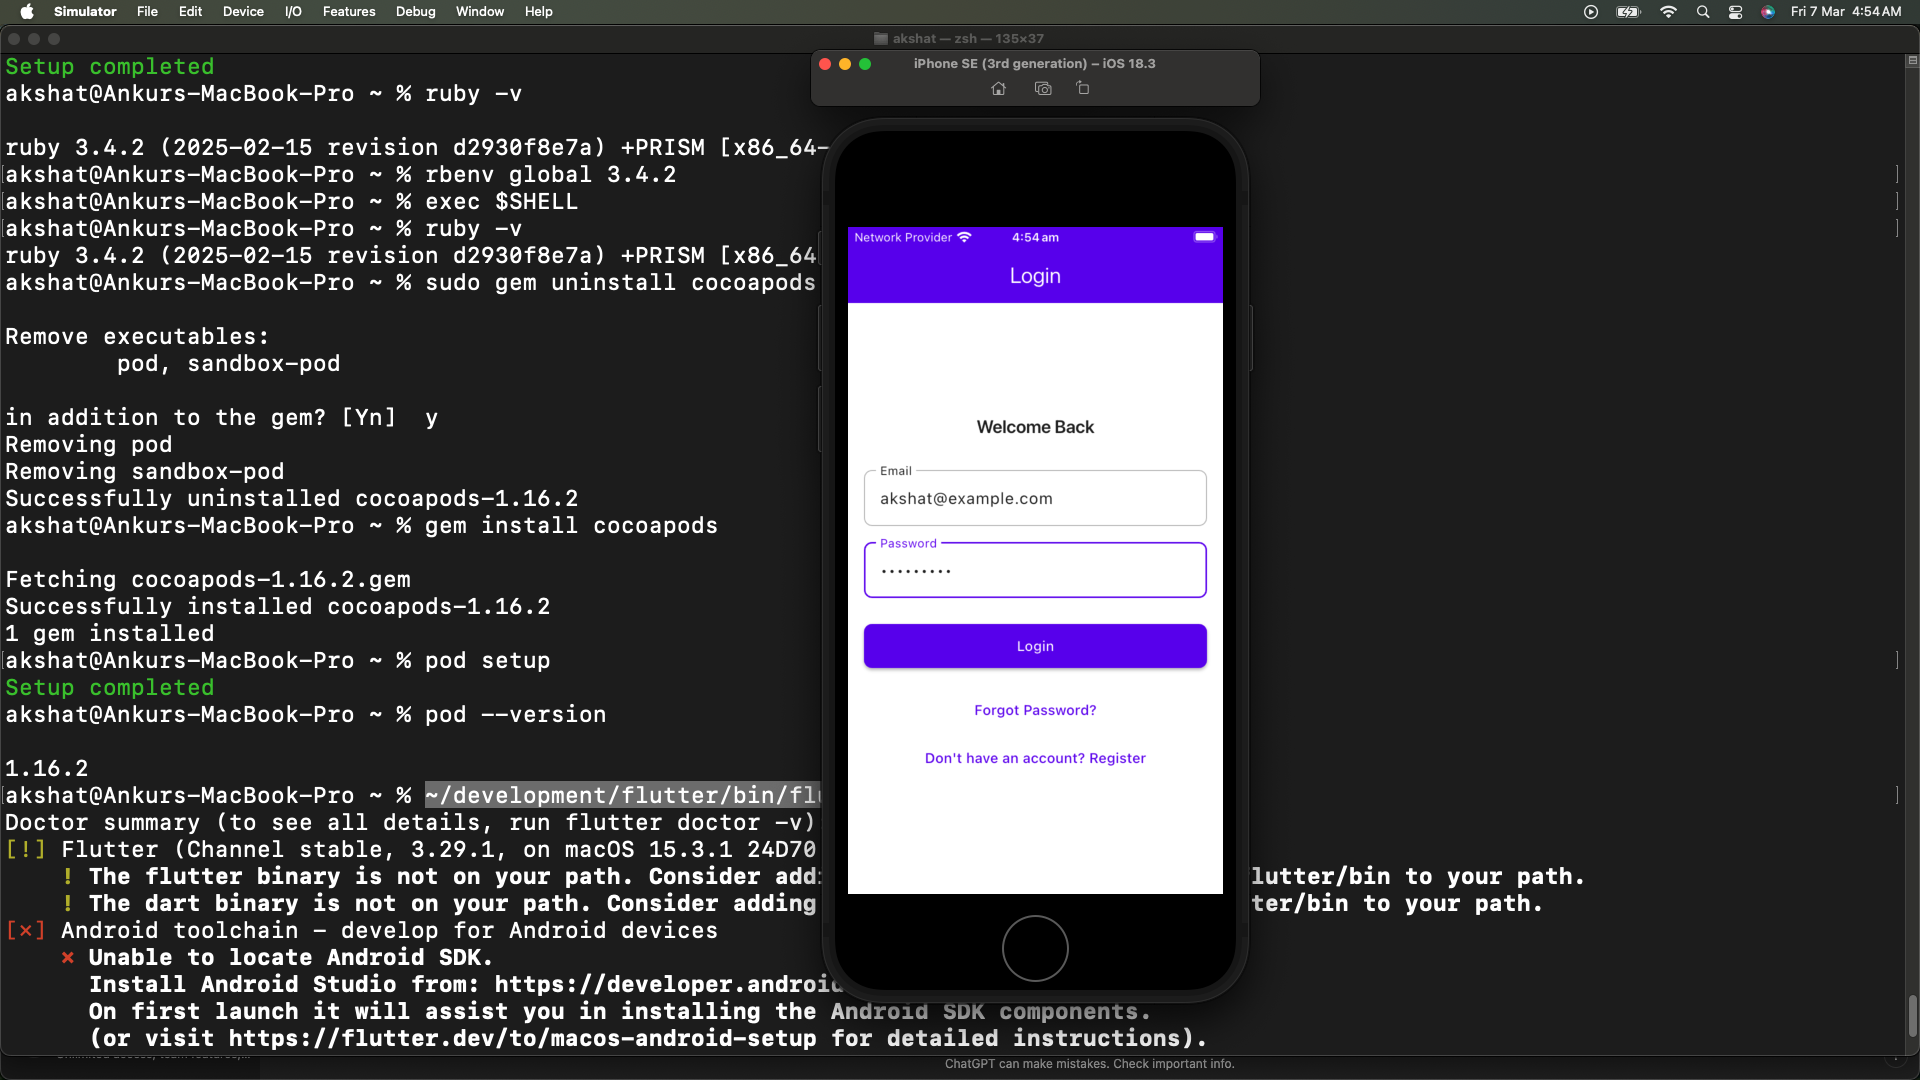 Simulator File Edit Device I/O Features Debug Window Help Fri 7 Mar 4:54 AM
akshat — zsh — 135×37
Setup completed
akshat@Ankurs-MacBook-Pro ~ % ruby -v
ruby 3.4.2 (2025-02-15 revision d2930f8e7a) +PRISM [x86_64-
akshat@Ankurs-MacBook-Pro ~ % rbenv global 3.4.2
akshat@Ankurs-MacBook-Pro ~ % exec $SHELL
akshat@Ankurs-MacBook-Pro ~ % ruby -v
ruby 3.4.2 (2025-02-15 revision d2930f8e7a) +PRISM [x86_64
akshat@Ankurs-MacBook-Pro ~ % sudo gem uninstall cocoapods
Remove executables:
pod, sandbox-pod
in addition to the gem? [Yn]  y
Removing pod
Removing sandbox-pod
Successfully uninstalled cocoapods-1.16.2
akshat@Ankurs-MacBook-Pro ~ % gem install cocoapods
Fetching cocoapods-1.16.2.gem
Successfully installed cocoapods-1.16.2
1 gem installed
akshat@Ankurs-MacBook-Pro ~ % pod setup
Setup completed
akshat@Ankurs-MacBook-Pro ~ % pod --version
1.16.2
akshat@Ankurs-MacBook-Pro ~ % ~/development/flutter/bin/flu
Doctor summary (to see all details, run flutter doctor -v)
[!] Flutter (Channel stable, 3.29.1, on macOS 15.3.1 24D70
! The flutter binary is not on your path. Consider add lutter/bin to your path.
! The dart binary is not on your path. Consider adding ter/bin to your path.
[✗] Android toolchain - develop for Android devices
✗ Unable to locate Android SDK.
Install Android Studio from: https://developer.android
On first launch it will assist you in installing the Android SDK components.
(or visit https://flutter.dev/to/macos-android-setup for detailed instructions).
iPhone SE (3rd generation) – iOS 18.3
Network Provider 4:54 am
Login
Welcome Back
Email
akshat@example.com
Password
•••••••••
Login
Forgot Password?
Don't have an account? Register
ChatGPT can make mistakes. Check important info.